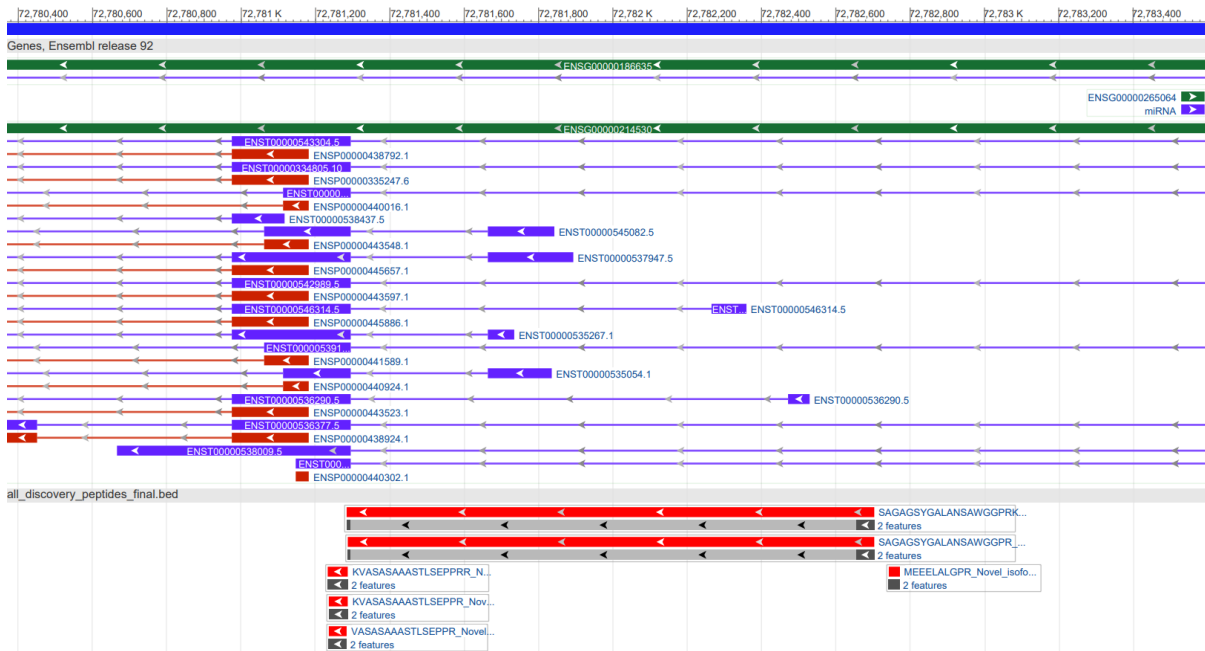 72,780,400 72,780,600 72,780,800 72,781 K 72,781,200 72,781,400 72,781,600 72,781,800 72,782 K 72,782,200 72,782,400 72,782,600 72,782,800 72,783 K 72,783,200 72,783,400
Genes, Ensembl release 92
ENSG00000186635
ENSG00000265064
miRNA
ENSG00000214530
ENST00000543304.5
ENSP00000438792.1
ENST00000334805.10
ENSP00000335247.6
ENST00000...
ENSP00000440016.1
ENST00000538437.5
ENST00000545082.5
ENSP00000443548.1
ENST00000537947.5
ENSP00000445657.1
ENST00000542989.5
ENSP00000443597.1
ENST00000546314.5 ENST... ENST00000546314.5
ENSP00000445886.1
ENST00000535267.1
ENST00005391...
ENSP00000441589.1
ENST00000535054.1
ENSP00000440924.1
ENST00000536290.5 ENST00000536290.5
ENSP00000443523.1
ENST00000536377.5
ENSP00000438924.1
ENST00000538009.5
ENST000...
ENSP00000440302.1
all_discovery_peptides_final.bed
SAGAGSYGALANSAWGGPRK...
2 features
SAGAGSYGALANSAWGGPR_...
2 features
KVASASAAASTLSEPPRR_N... MEEELALGPR_Novel_isofo...
2 features 2 features
KVASASAAASTLSEPPR_Nov...
2 features
VASASAAASTLSEPPR_Novel...
2 features